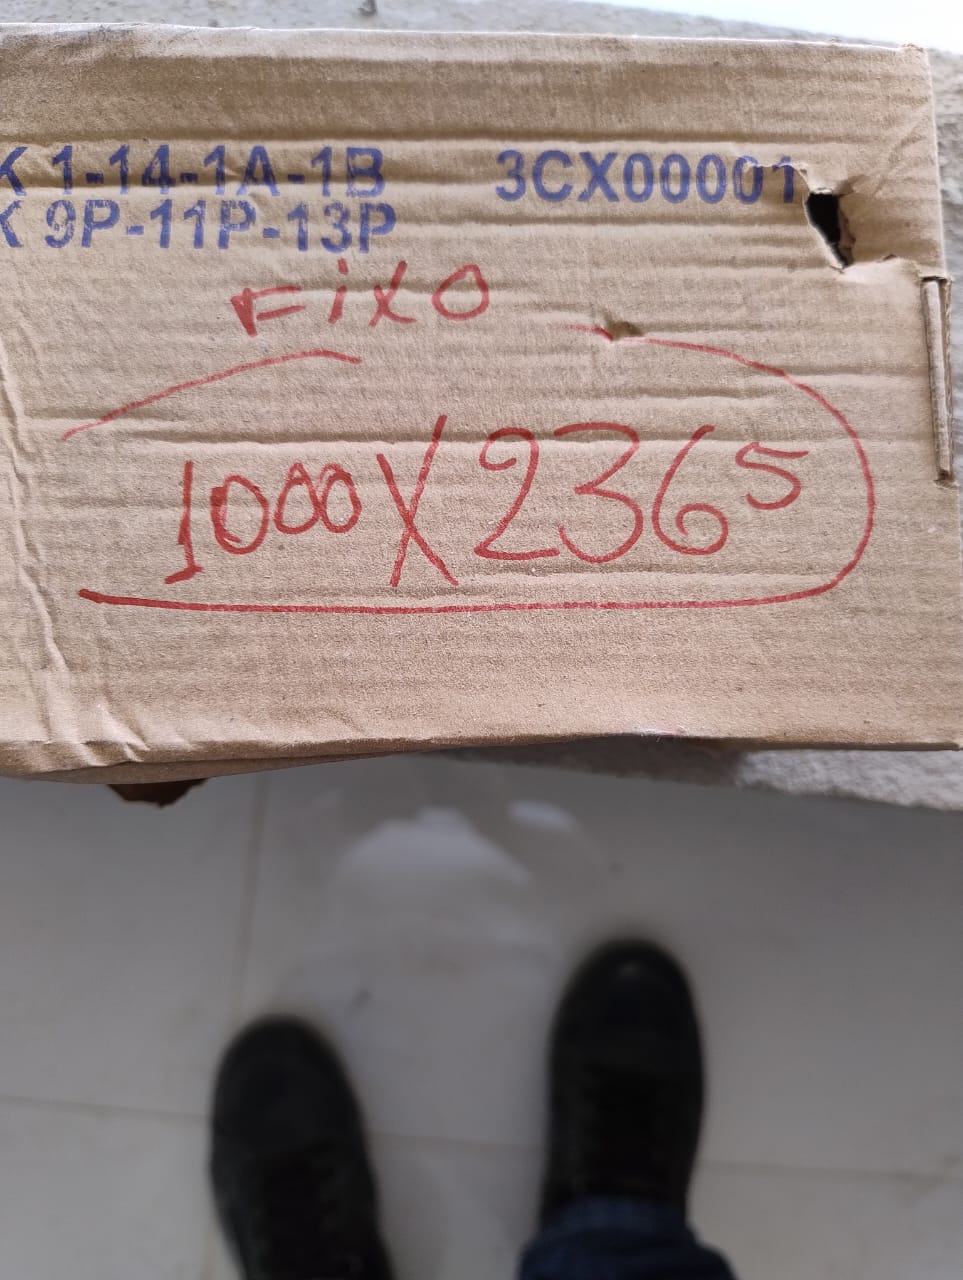 K 1-14-1A-1B 3CX00001
K 9P-11P-13P
FixO
1000 X 2365